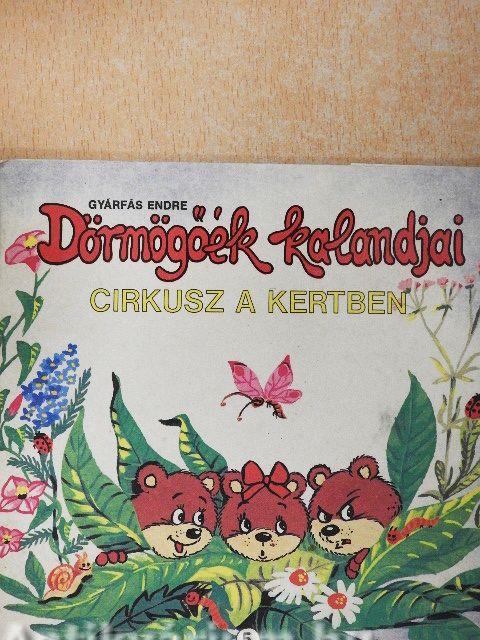 GYÁRFÁS ENDRE
Dörmögőék kalandjai
CIRKUSZ A KERTBEN